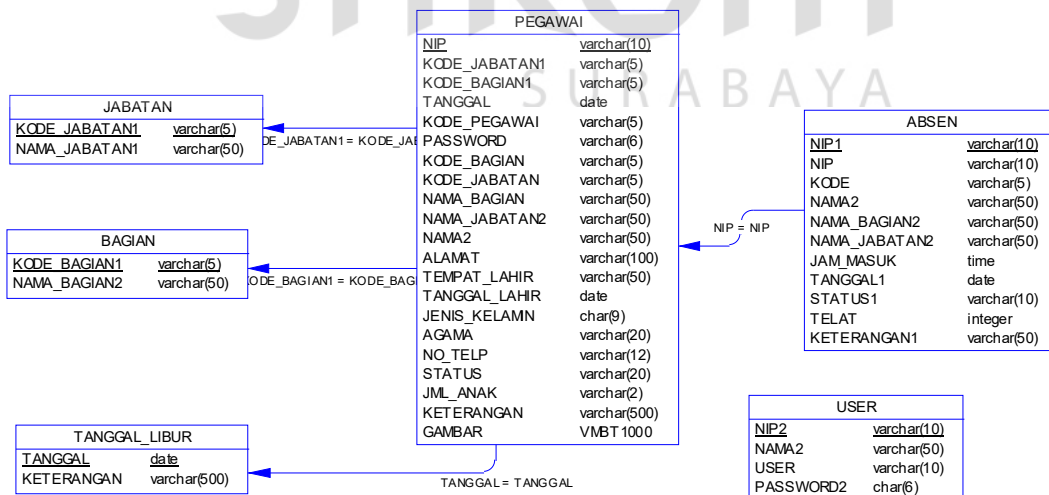 SURABAYA
PEGAWAI
NIP varchar(10)
KODE_JABATAN1 varchar(5)
KODE_BAGIAN1 varchar(5)
TANGGAL date
KODE_PEGAWAI varchar(5)
PASSWORD varchar(6)
KODE_BAGIAN varchar(5)
KODE_JABATAN varchar(5)
NAMA_BAGIAN varchar(50)
NAMA_JABATAN2 varchar(50)
NAMA2 varchar(50)
ALAMAT varchar(100)
TEMPAT_LAHIR varchar(50)
TANGGAL_LAHIR date
JENIS_KELAMIN char(9)
AGAMA varchar(20)
NO_TELP varchar(12)
STATUS varchar(20)
JML_ANAK varchar(2)
KETERANGAN varchar(500)
GAMBAR VMBT1000
JABATAN
KODE_JABATAN1 varchar(5)
NAMA_JABATAN1 varchar(50)
DE_JABATAN1 = KODE_JAB
BAGIAN
KODE_BAGIAN1 varchar(5)
NAMA_BAGIAN2 varchar(50)
ODE_BAGIAN1 = KODE_BAGI
TANGGAL_LIBUR
TANGGAL date
KETERANGAN varchar(500)
TANGGAL = TANGGAL
NIP = NIP
ABSEN
NIP1 varchar(10)
NIP varchar(10)
KODE varchar(5)
NAMA2 varchar(50)
NAMA_BAGIAN2 varchar(50)
NAMA_JABATAN2 varchar(50)
JAM_MASUK time
TANGGAL1 date
STATUS1 varchar(10)
TELAT integer
KETERANGAN1 varchar(50)
USER
NIP2 varchar(10)
NAMA2 varchar(50)
USER varchar(10)
PASSWORD2 char(6)